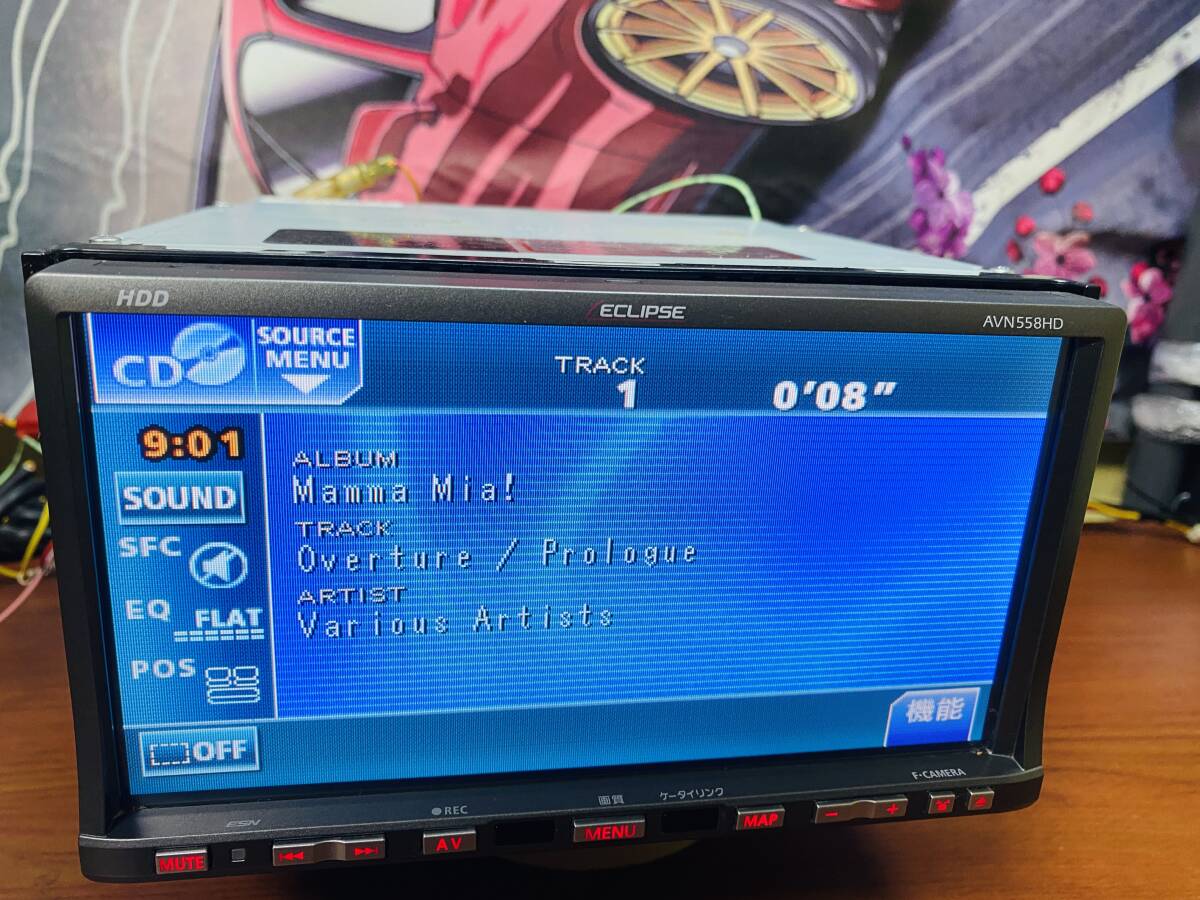 HDD
ECLIPSE
AVN558HD
CD
SOURCE
MENU
TRACK
1
0'08"
9:01
SOUND
SFC
EQ
FLAT
POS
OFF
ALBUM
Mamma Mia!
TRACK
Overture / Prologue
ARTIST
Various Artists
機能
F・CAMERA
ESN
●REC
画質
ケータイリンク
MUTE
AV
MENU
MAP
− +